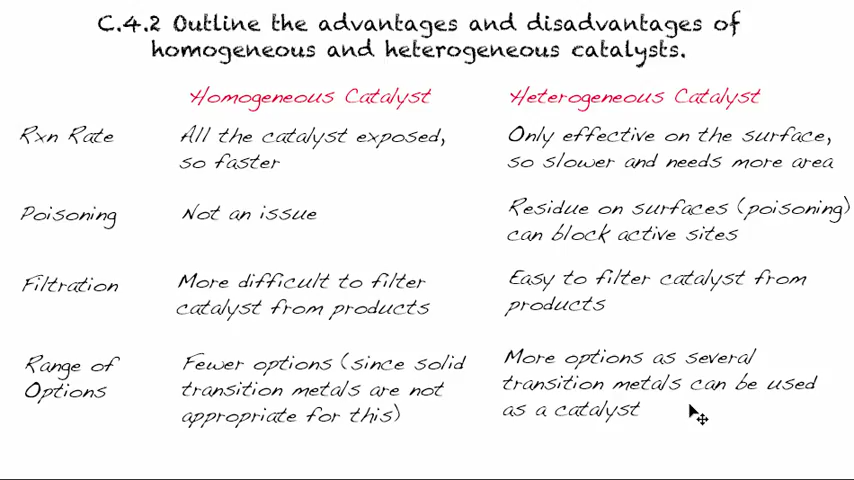 C.4.2 Outline the advantages and disadvantages of
homogeneous and heterogeneous catalysts.
Homogeneous Catalyst
Heterogeneous Catalyst
Rxn Rate
All the catalyst exposed,
so faster
Only effective on the surface,
so slower and needs more area
Poisoning
Not an issue
Residue on surfaces (poisoning)
can block active sites
Filtration
More difficult to filter
catalyst from products
Easy to filter catalyst from
products
Range of
Options
Fewer options (since solid
transition metals are not
appropriate for this)
More options as several
transition metals can be used
as a catalyst